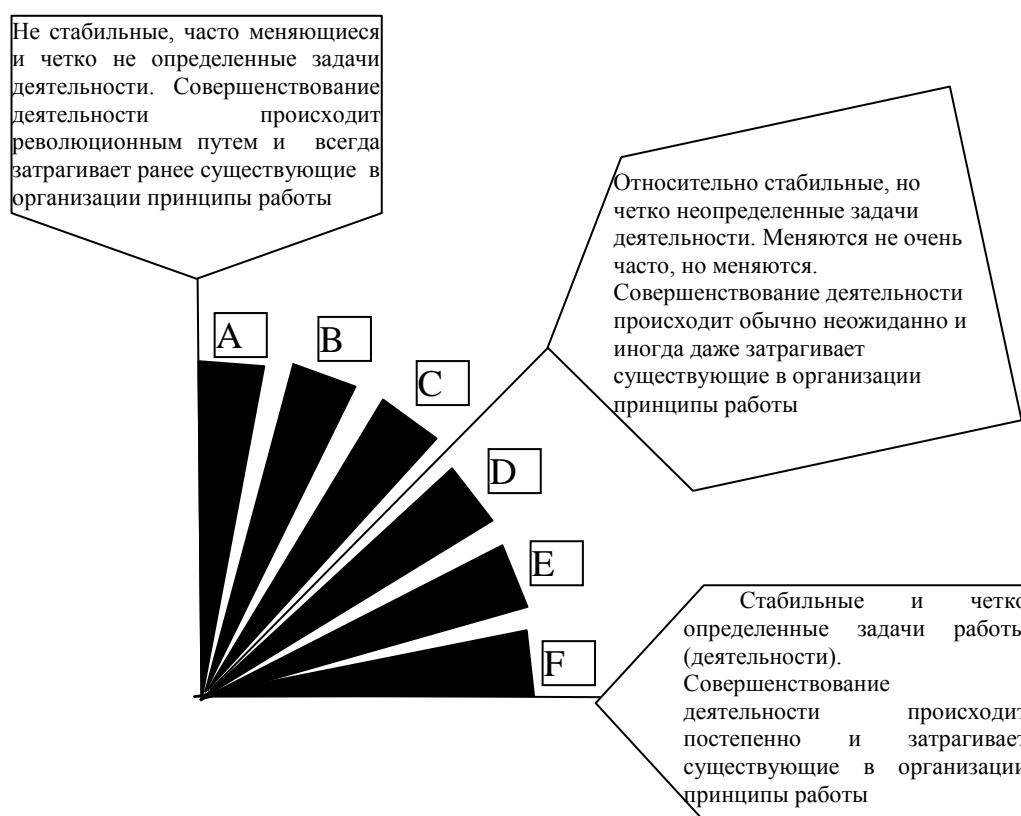 Не стабильные, часто меняющиеся
и четко не определенные задачи
деятельности. Совершенствование
деятельности происходит
революционным путем и всегда
затрагивает ранее существующие в
организации принципы работы
Относительно стабильные, но
четко неопределенные задачи
деятельности. Меняются не очень
часто, но меняются.
Совершенствование деятельности
происходит обычно неожиданно и
иногда даже затрагивает
существующие в организации
принципы работы
A
B
C
D
E
F
Стабильные и четко
определенные задачи работы
(деятельности).
Совершенствование
деятельности происходит
постепенно и затрагивает
существующие в организации
принципы работы